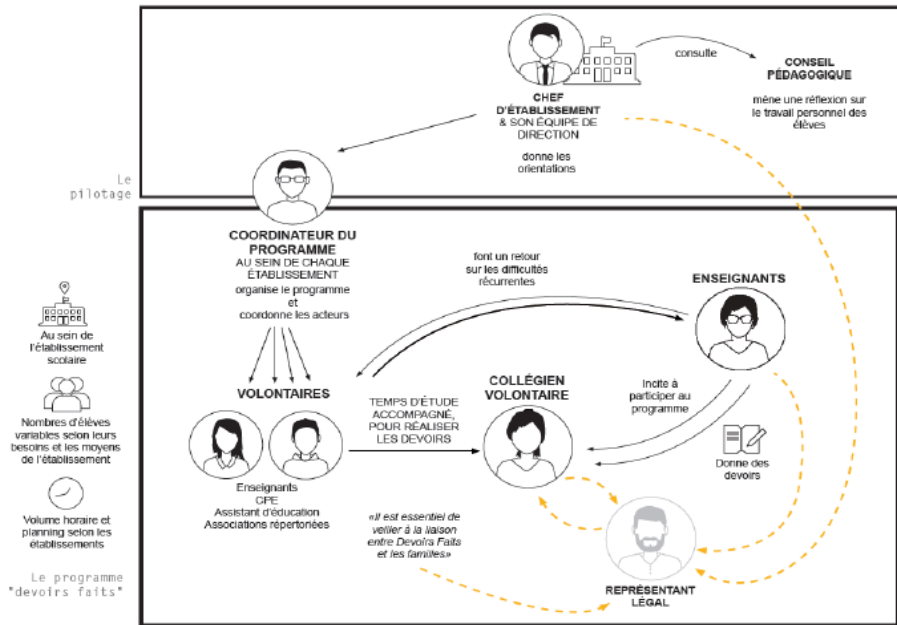 consulte
CONSEIL
PÉDAGOGIQUE
mène une réflexion sur
le travail personnel des
élèves
CHEF
D'ÉTABLISSEMENT
& SON ÉQUIPE DE
DIRECTION
donne les
orientations
Le
pilotage
COORDINATEUR DU
PROGRAMME
AU SEIN DE CHAQUE
ÉTABLISSEMENT
organise le programme
et
coordonne les acteurs
font un retour
sur les difficultés
récurrentes
ENSEIGNANTS
Au sein de
l'établissement
scolaire
Nombres d'élèves
variables selon leurs
besoins et les moyens
de l'établissement
Volume horaire et
planning selon les
établissements
VOLONTAIRES
Enseignants
CPE
Assistant d'éducation
Associations répertoriées
TEMPS D'ÉTUDE
ACCOMPAGNÉ,
POUR RÉALISER
LES DEVOIRS
COLLÉGIEN
VOLONTAIRE
Incite à
participer au
programme
Donne des
devoirs
«Il est essentiel de
veiller à la liaison
entre Devoirs Faits
et les familles»
REPRÉSENTANT
LÉGAL
Le programme
"devoirs faits"